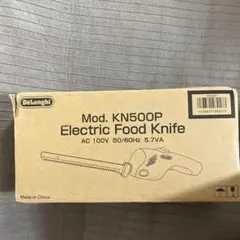 DeLonghi
Mod. KN500P
Electric Food Knife
AC 100V 50/60Hz 5.7VA
Made in China